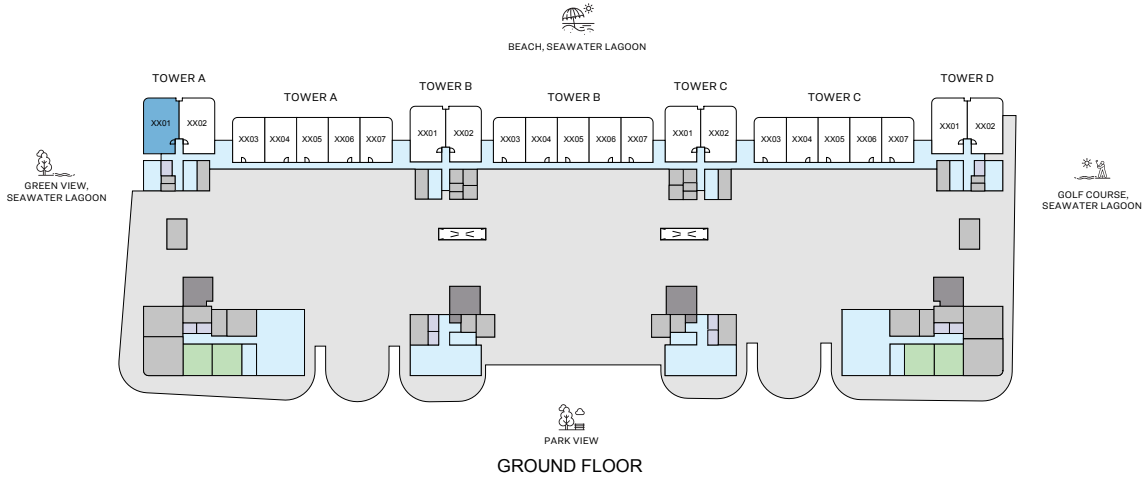 BEACH, SEAWATER LAGOON
TOWER A
TOWER A
TOWER B
TOWER B
TOWER C
TOWER C
TOWER D
XX01
XX02
XX03
XX04
XX05
XX06
XX07
XX01
XX02
XX03
XX04
XX05
XX06
XX07
XX01
XX02
XX03
XX04
XX05
XX06
XX07
XX01
XX02
GREEN VIEW,
SEAWATER LAGOON
GOLF COURSE,
SEAWATER LAGOON
PARK VIEW
GROUND FLOOR